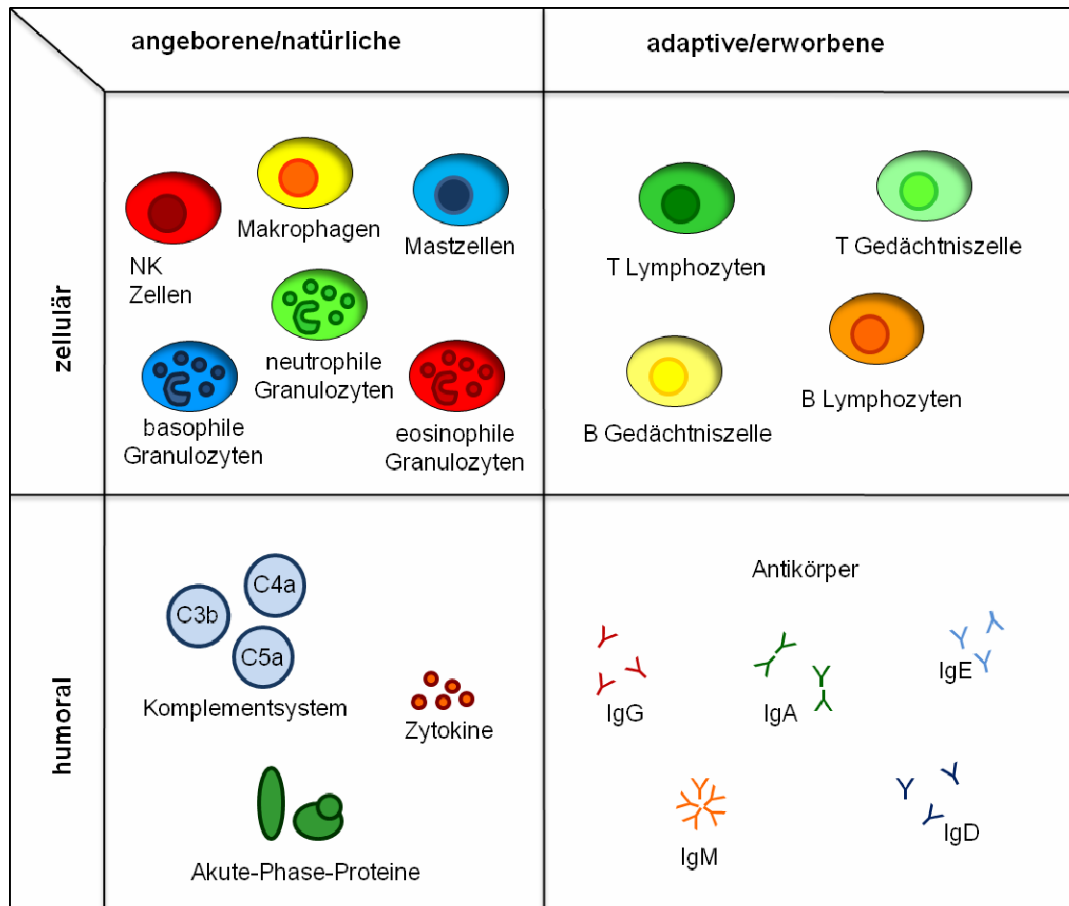 angeborene/natürliche
adaptive/erworbene
zellulär
NK
Zellen
Makrophagen
Mastzellen
neutrophile
Granulozyten
basophile
Granulozyten
eosinophile
Granulozyten
T Lymphozyten
T Gedächtniszelle
B Gedächtniszelle
B Lymphozyten
humoral
C3b
C4a
C5a
Komplementsystem
Zytokine
Akute-Phase-Proteine
Antikörper
IgG
IgA
IgE
IgM
IgD